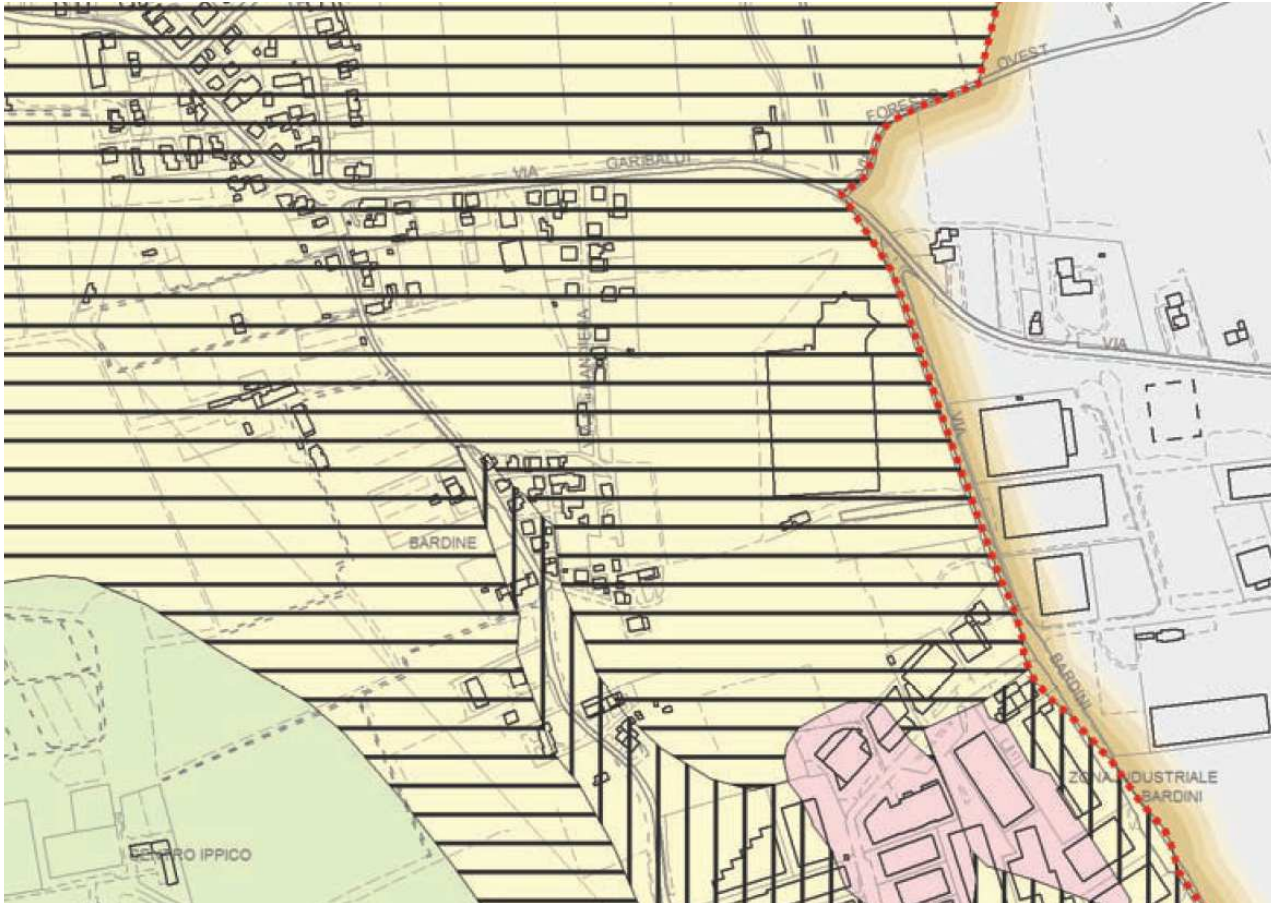 OVEST
VIA
GARIBALDI
VIA
VIA
BARDINE
BARDINI
ZONA INDUSTRIALE
BARDINI
CENTRO IPPICO